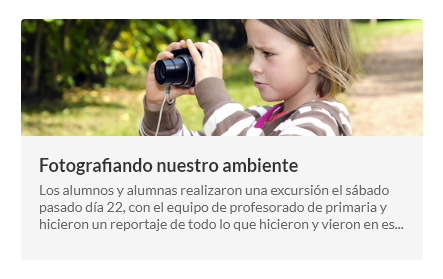 Fotografiando nuestro ambiente
Los alumnos y alumnas realizaron una excursión el sábado
pasado día 22, con el equipo de profesorado de primaria y
hicieron un reportaje de todo lo que hicieron y vieron en es...